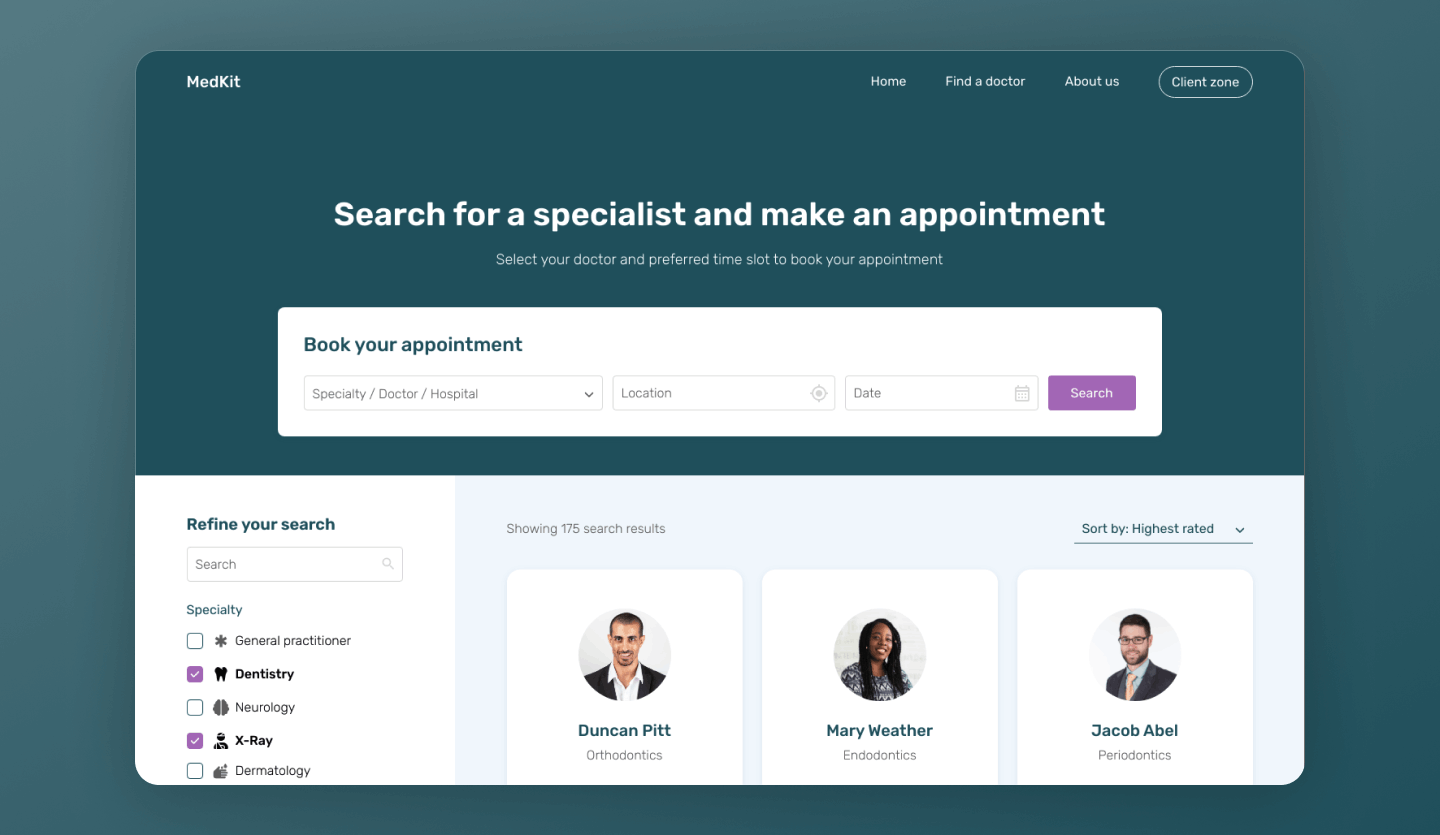 MedKit
Home Find a doctor About us Client zone
Search for a specialist and make an appointment
Select your doctor and preferred time slot to book your appointment
Book your appointment
Specialty / Doctor / Hospital Location Date Search
Refine your search
Search
Specialty
General practitioner
Dentistry
Neurology
X-Ray
Dermatology
Showing 175 search results Sort by: Highest rated
Duncan Pitt
Orthodontics
Mary Weather
Endodontics
Jacob Abel
Periodontics